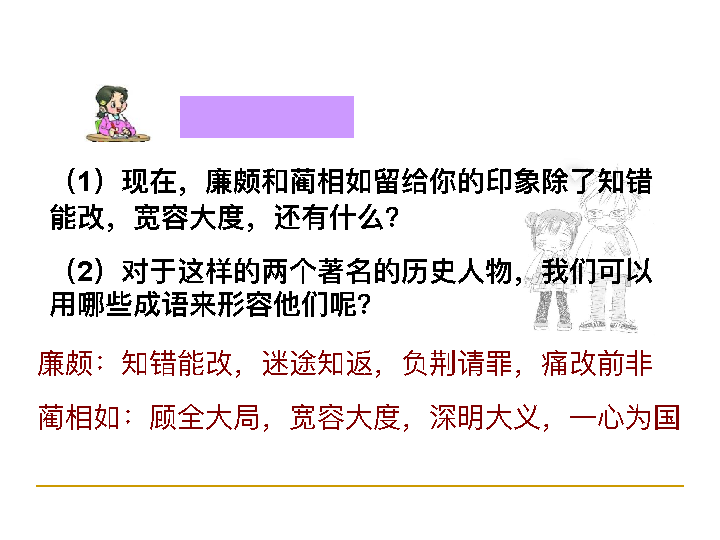 （1）现在，廉颇和蔺相如留给你的印象除了知错
能改，宽容大度，还有什么？
（2）对于这样的两个著名的历史人物，我们可以
用哪些成语来形容他们呢？
廉颇：知错能改，迷途知返，负荆请罪，痛改前非
蔺相如：顾全大局，宽容大度，深明大义，一心为国